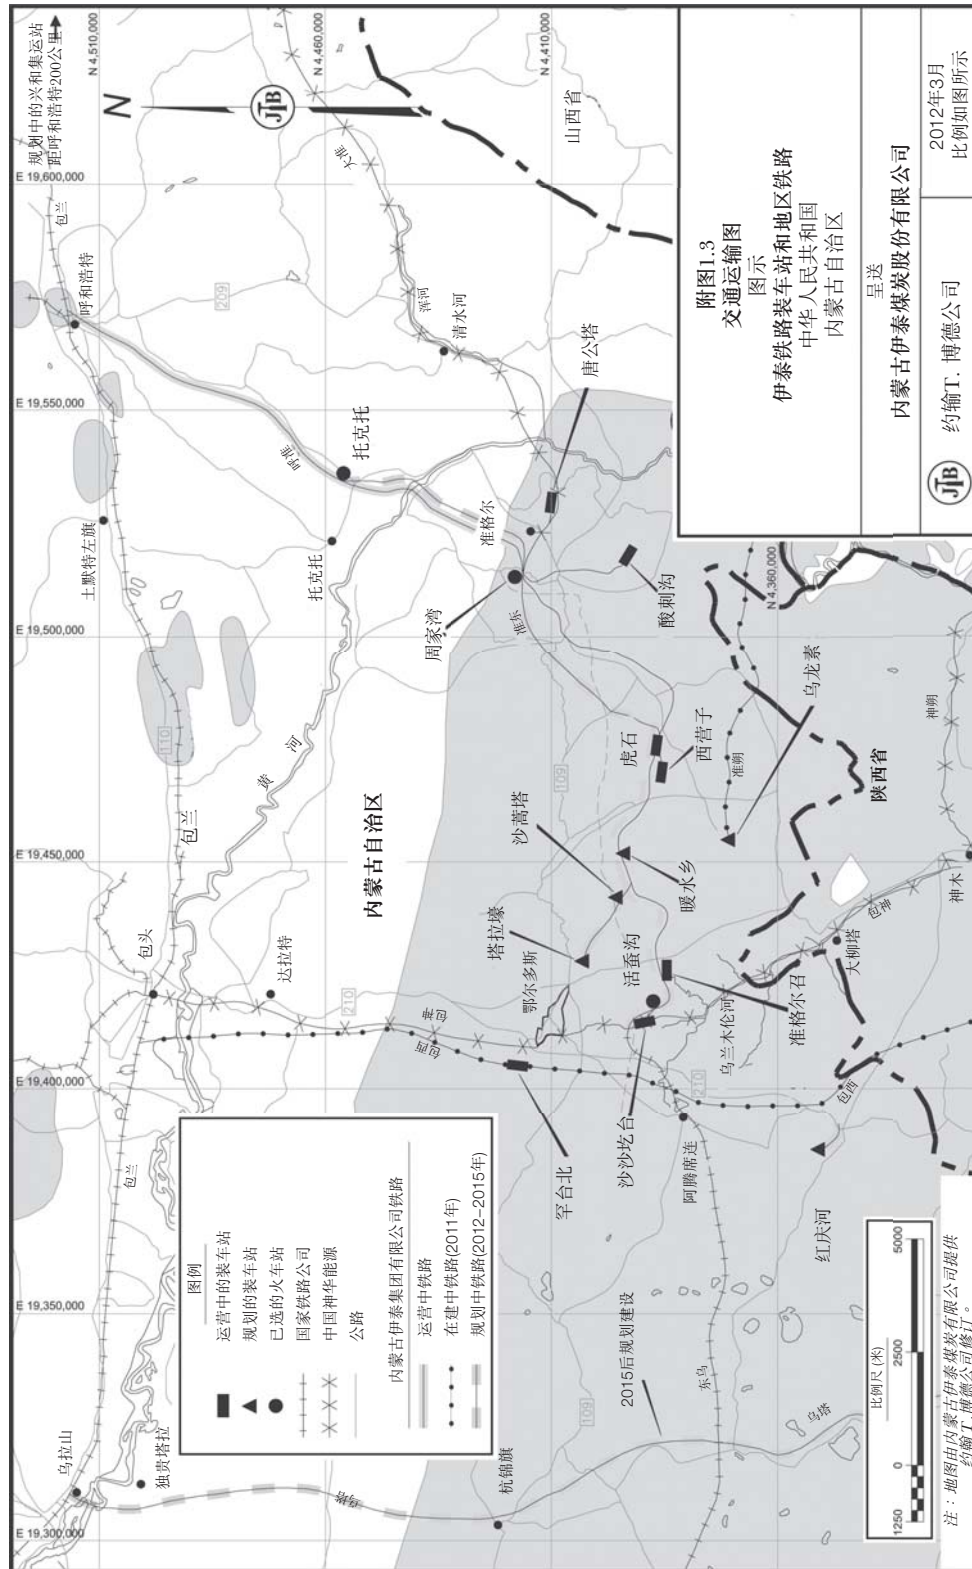 规划中的兴和集运站
距呼和浩特200公里
N 4,510,000
N 4,460,000
N 4,410,000
N 4,360,000
E 19,600,000
E 19,550,000
E 19,500,000
E 19,450,000
E 19,400,000
E 19,350,000
E 19,300,000
N
JTB
山西省
包兰
呼和浩特
209
大准
浑河
清水河
呼准
托克托
唐公塔
土默特左旗
托克托
准格尔
周家湾
准东
酸刺沟
110
包兰
黄
河
内蒙古自治区
109
虎石
西营子
乌龙素
准朔
神朔
陕西省
沙蒿塔
暖水乡
塔拉壕
鄂尔多斯
活蚕沟
准格尔召
乌兰木伦河
大柳塔
包神
神木
包头
达拉特
210
包神
包西
210
包西
包兰
罕台北
沙沙圪台
阿腾席连
红庆河
东乌
2015后规划建设
109
乌塔
杭锦旗
乌拉山
独贵塔拉
图例
运营中的装车站
规划的装车站
已选的火车站
国家铁路公司
中国神华能源
公路
内蒙古伊泰集团有限公司铁路
运营中铁路
在建中铁路(2011年)
规划中铁路(2012–2015年)
比例尺 (米)
1250
0
2500
5000
注：地图由内蒙古伊泰煤炭有限公司提供
约翰T.博德公司修订。
附图1.3
交通运输图
图示
伊泰铁路装车站和地区铁路
中华人民共和国
内蒙古自治区
呈送
内蒙古伊泰煤炭股份有限公司
JTB
约翰T. 博德公司
2012年3月
比例如图所示